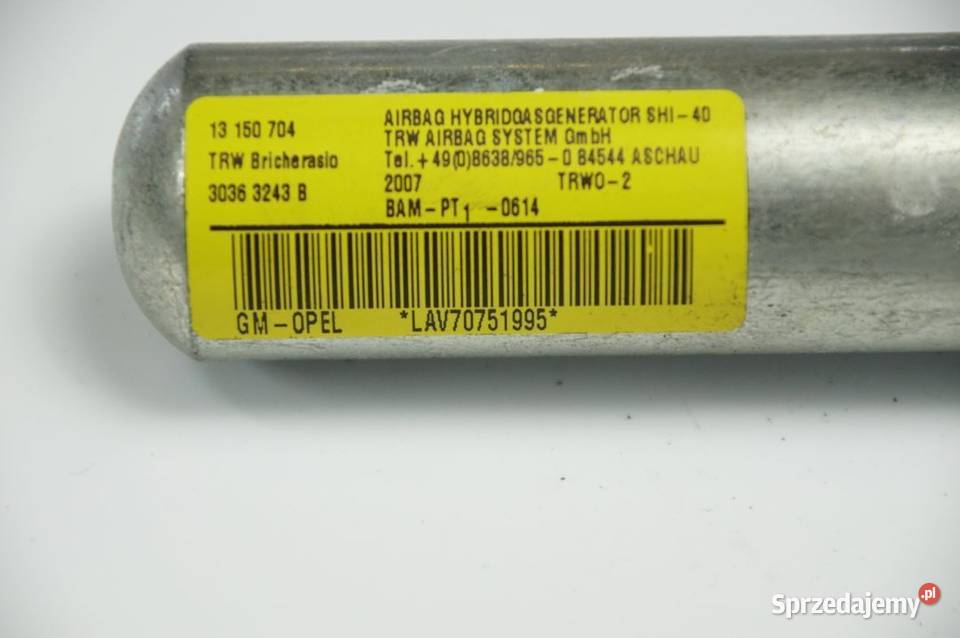 13 150 704
TRW Bricherasio
3036 3243 B
AIRBAG HYBRIDGASGENERATOR SHI-40
TRW AIRBAG SYSTEM GmbH
Tel.+49(0)8638/965-0 84544 ASCHAU
2007 TRWO-2
BAM-PT1 -0614
GM-OPEL *LAV70751995*
Sprzedajemy.pl